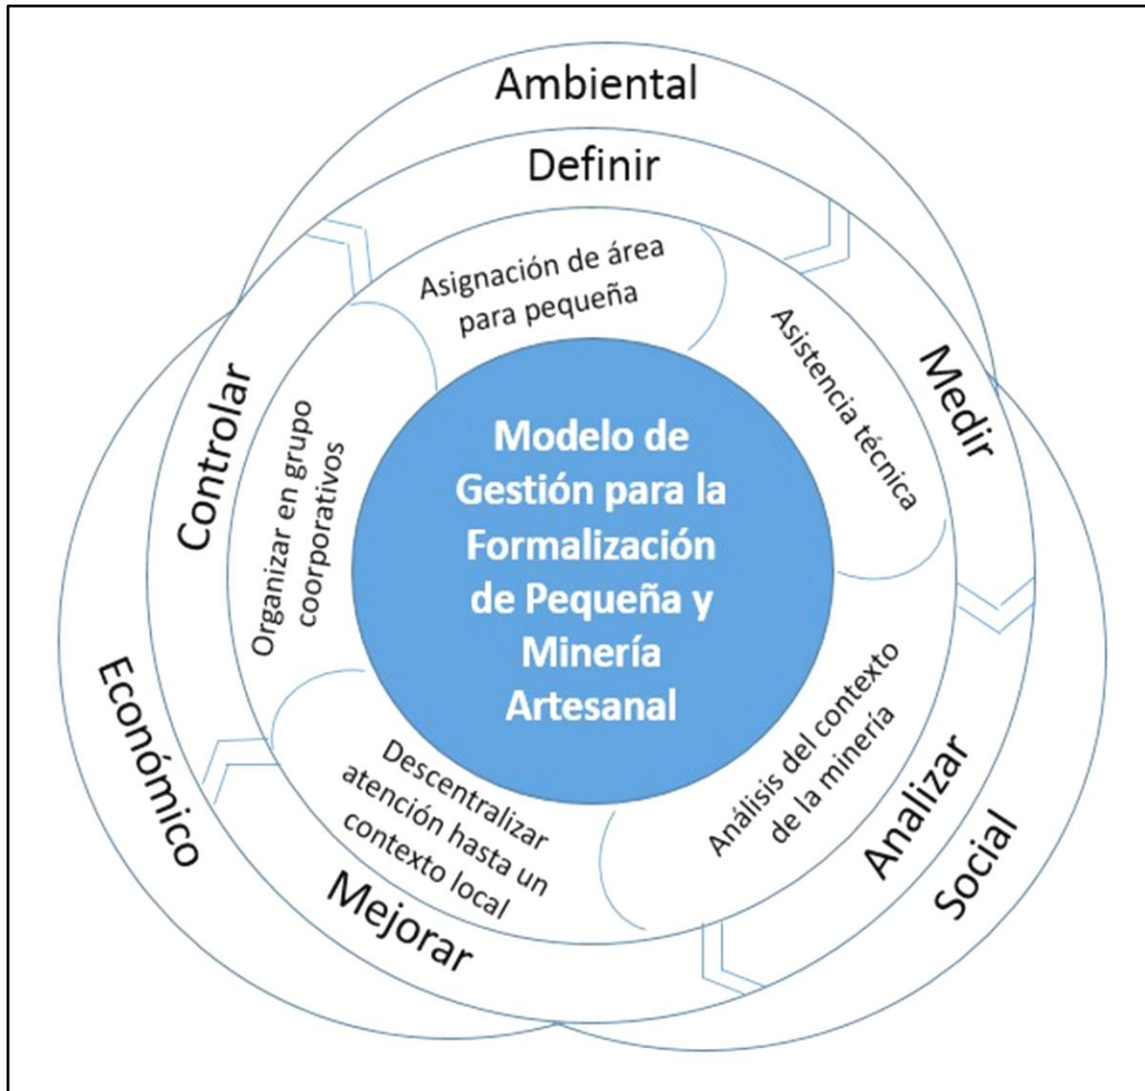 Ambiental
Definir
Asignación de área
para pequeña
Medir
Asistencia técnica
Controlar
Organizar en grupo
coorporativos
Modelo de
Gestión para la
Formalización
de Pequeña y
Minería
Artesanal
Análisis del contexto
de la minería
Analizar
Social
Descentralizar
atención hasta un
contexto local
Mejorar
Económico